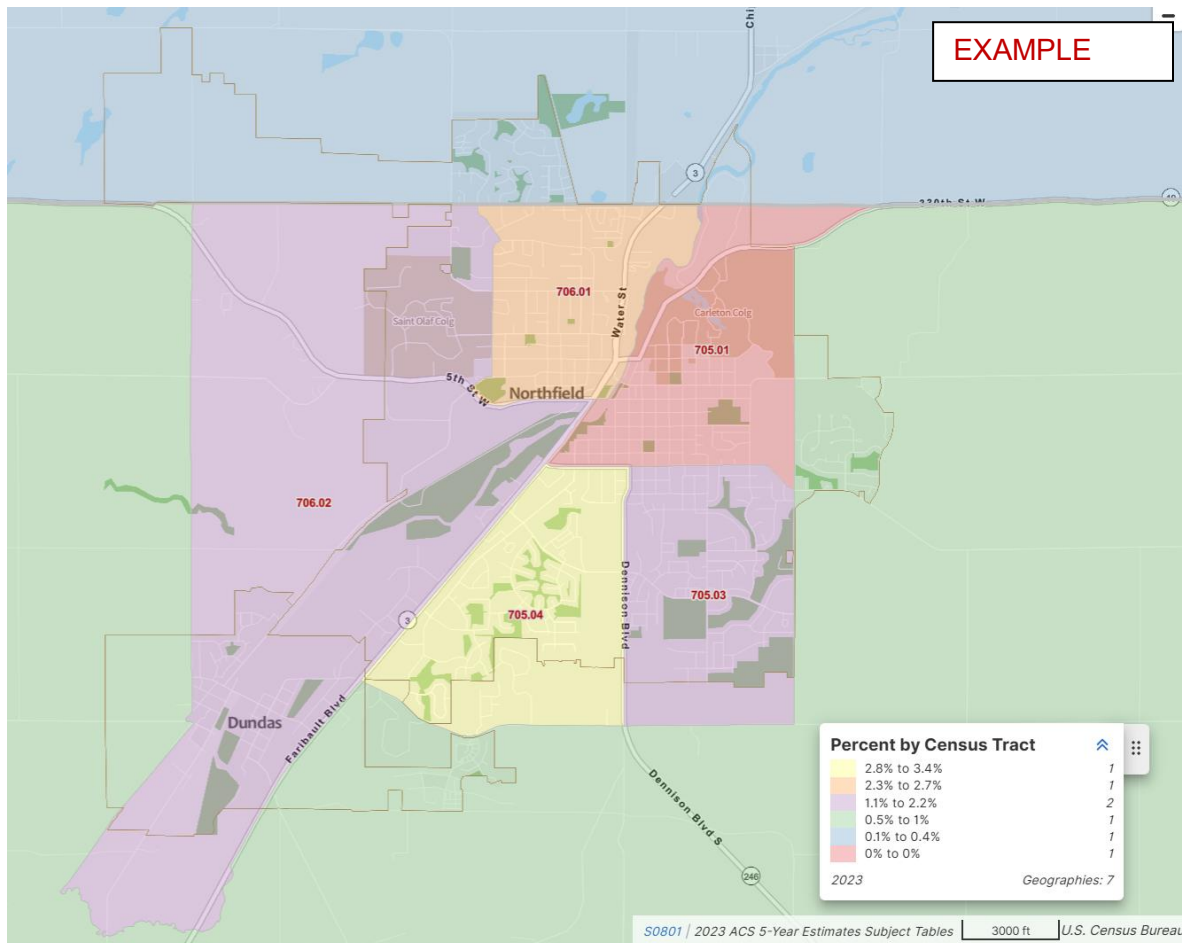 Chi
EXAMPLE
3
330th St W
706.01
Water St
Saint Olaf Colg
Carleton Colg
705.01
5th St W
Northfield
706.02
Dennison Blvd
705.03
3
705.04
Dundas
Faribault Blvd
Dennison Blvd S
246
Percent by Census Tract
2.8% to 3.4% 1
2.3% to 2.7% 1
1.1% to 2.2% 2
0.5% to 1% 1
0.1% to 0.4% 1
0% to 0% 1
2023 Geographies: 7
S0801 | 2023 ACS 5-Year Estimates Subject Tables 3000 ft U.S. Census Bureau